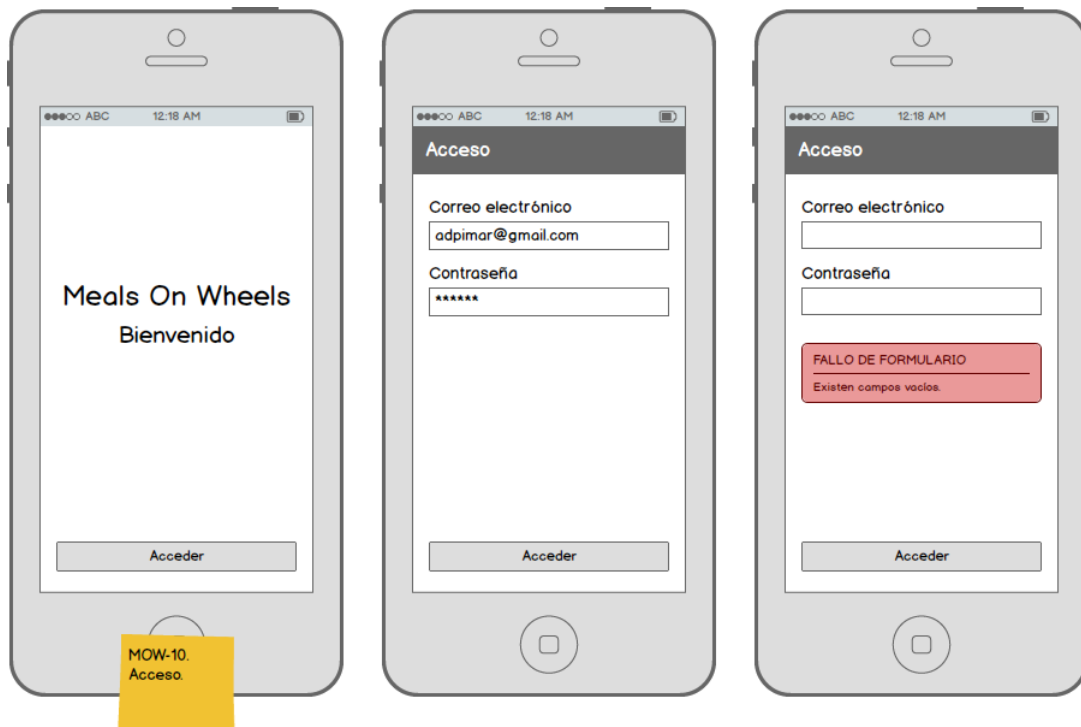 ABC 12:18 AM
Meals On Wheels
Bienvenido
Acceder
MOW-10.
Acceso.
ABC 12:18 AM
Acceso
Correo electrónico
adpimar@gmail.com
Contraseña
******
Acceder
ABC 12:18 AM
Acceso
Correo electrónico
Contraseña
FALLO DE FORMULARIO
Existen campos vacíos.
Acceder